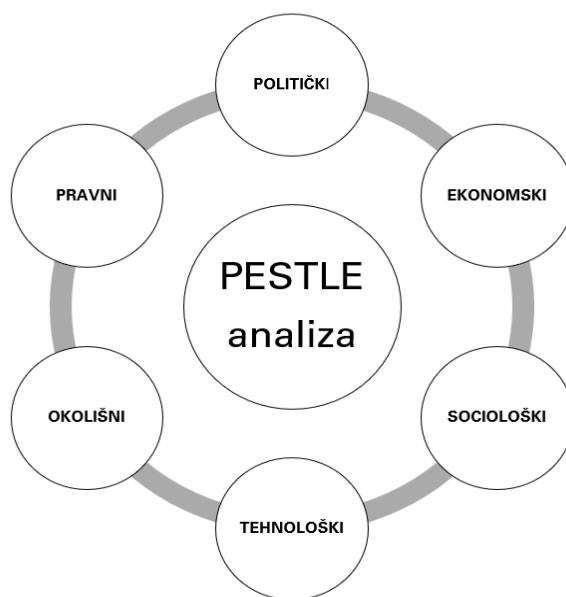 POLITIČKI
PRAVNI
EKONOMSKI
PESTLE
analiza
OKOLIŠNI
SOCIOLOŠKI
TEHNOLOŠKI